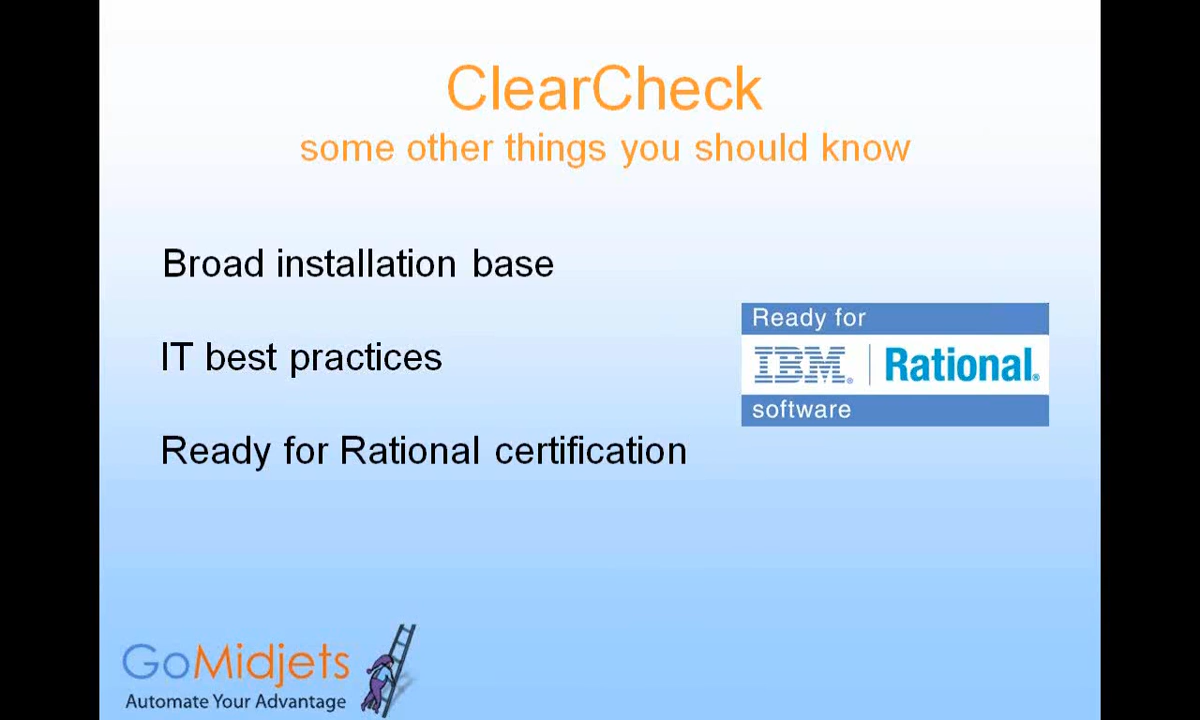 ClearCheck
some other things you should know
Broad installation base
IT best practices
Ready for Rational certification
Ready for
IBM® | Rational®
software
GoMidjets
Automate Your Advantage